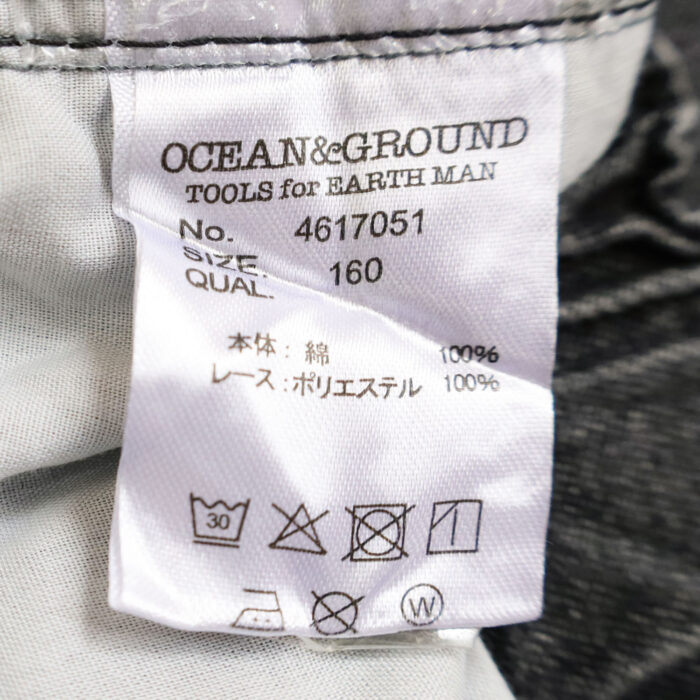 OCEAN&GROUND
TOOLS for EARTH MAN
No. 4617051
SIZE. 160
QUAL.
本体：綿 100%
レース：ポリエステル 100%
30
W